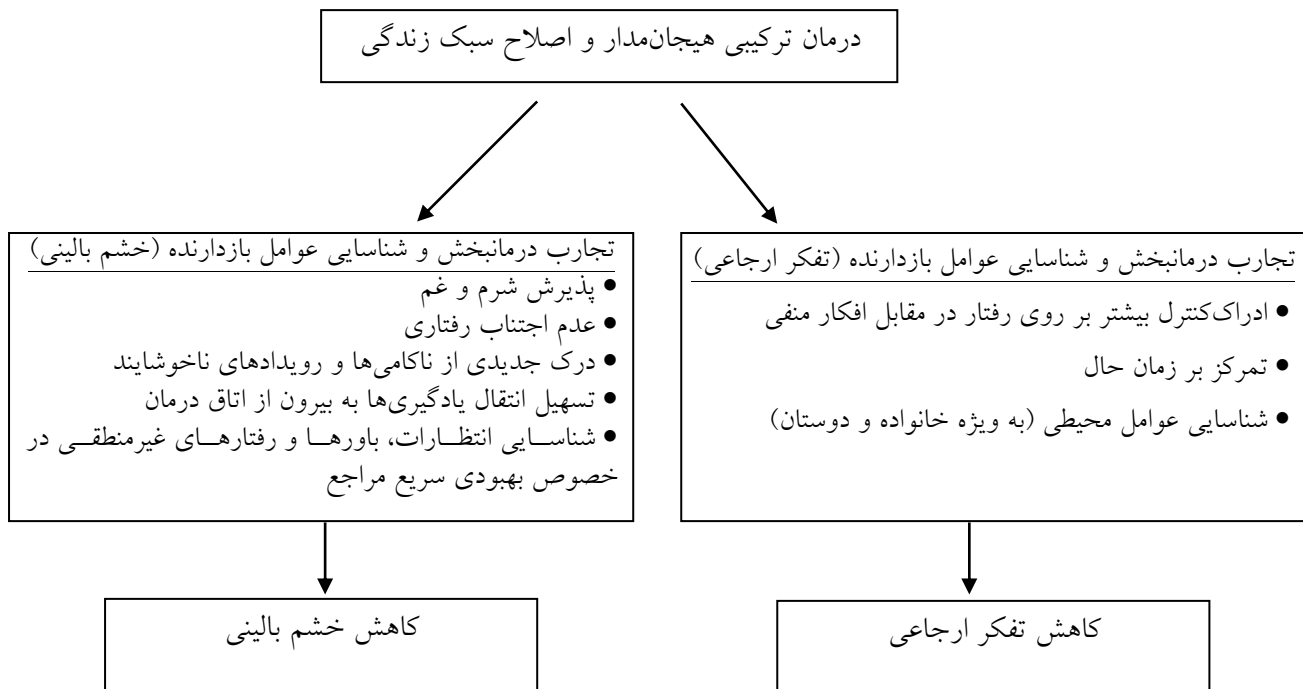 درمان ترکیبی هیجان‌مدار و اصلاح سبک زندگی
تجارب درمانبخش و شناسایی عوامل بازدارنده (تفکر ارجاعی)
● ادراک‌کنترل بیشتر بر روی رفتار در مقابل افکار منفی
● تمرکز بر زمان حال
● شناسایی عوامل محیطی (به ویژه خانواده و دوستان)
تجارب درمانبخش و شناسایی عوامل بازدارنده (خشم بالینی)
● پذیرش شرم و غم
● عدم اجتناب رفتاری
● درک جدیدی از ناکامی‌ها و رویدادهای ناخوشایند
● تسهیل انتقال یادگیری‌ها به بیرون از اتاق درمان
● شناسایی انتظارات، باورها و رفتارهای غیرمنطقی در
خصوص بهبودی سریع مراجع
کاهش تفکر ارجاعی
کاهش خشم بالینی